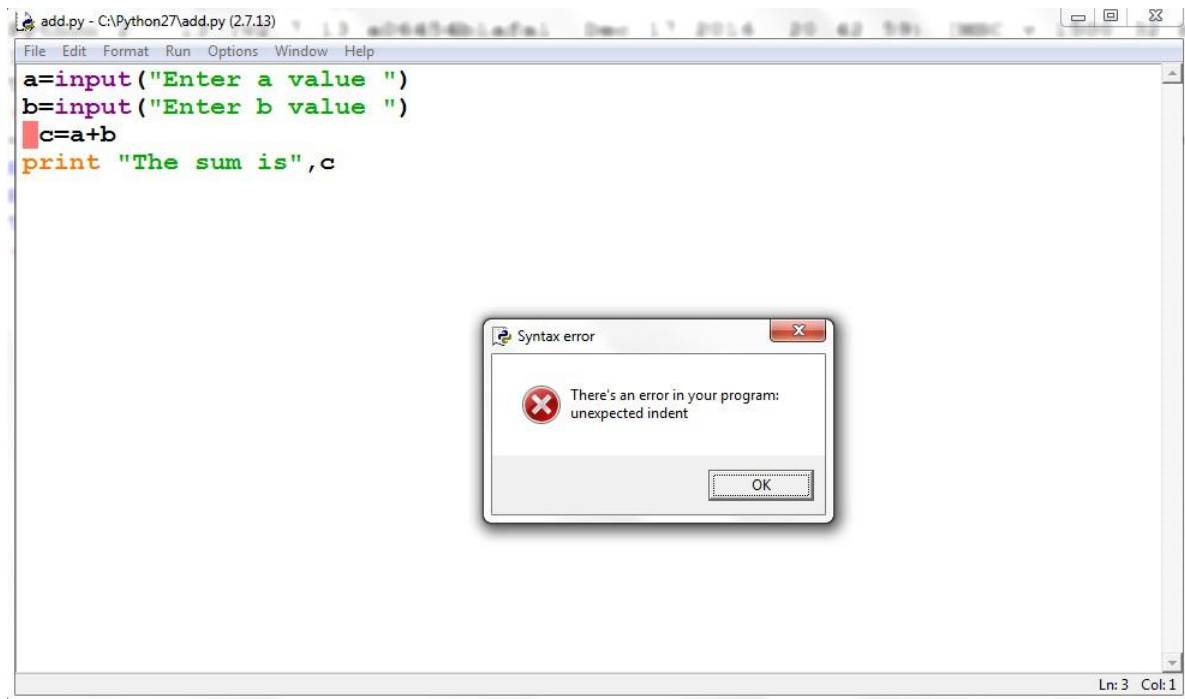 add.py - C:\Python27\add.py (2.7.13)
File Edit Format Run Options Window Help
a=input("Enter a value ")
b=input("Enter b value ")
 c=a+b
print "The sum is",c
Syntax error
There's an error in your program:
unexpected indent
OK
Ln: 3 Col: 1